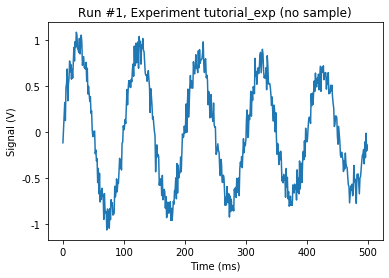 Run #1, Experiment tutorial_exp (no sample)
1
0.5
0
-0.5
-1
Signal (V)
0 100 200 300 400 500
Time (ms)